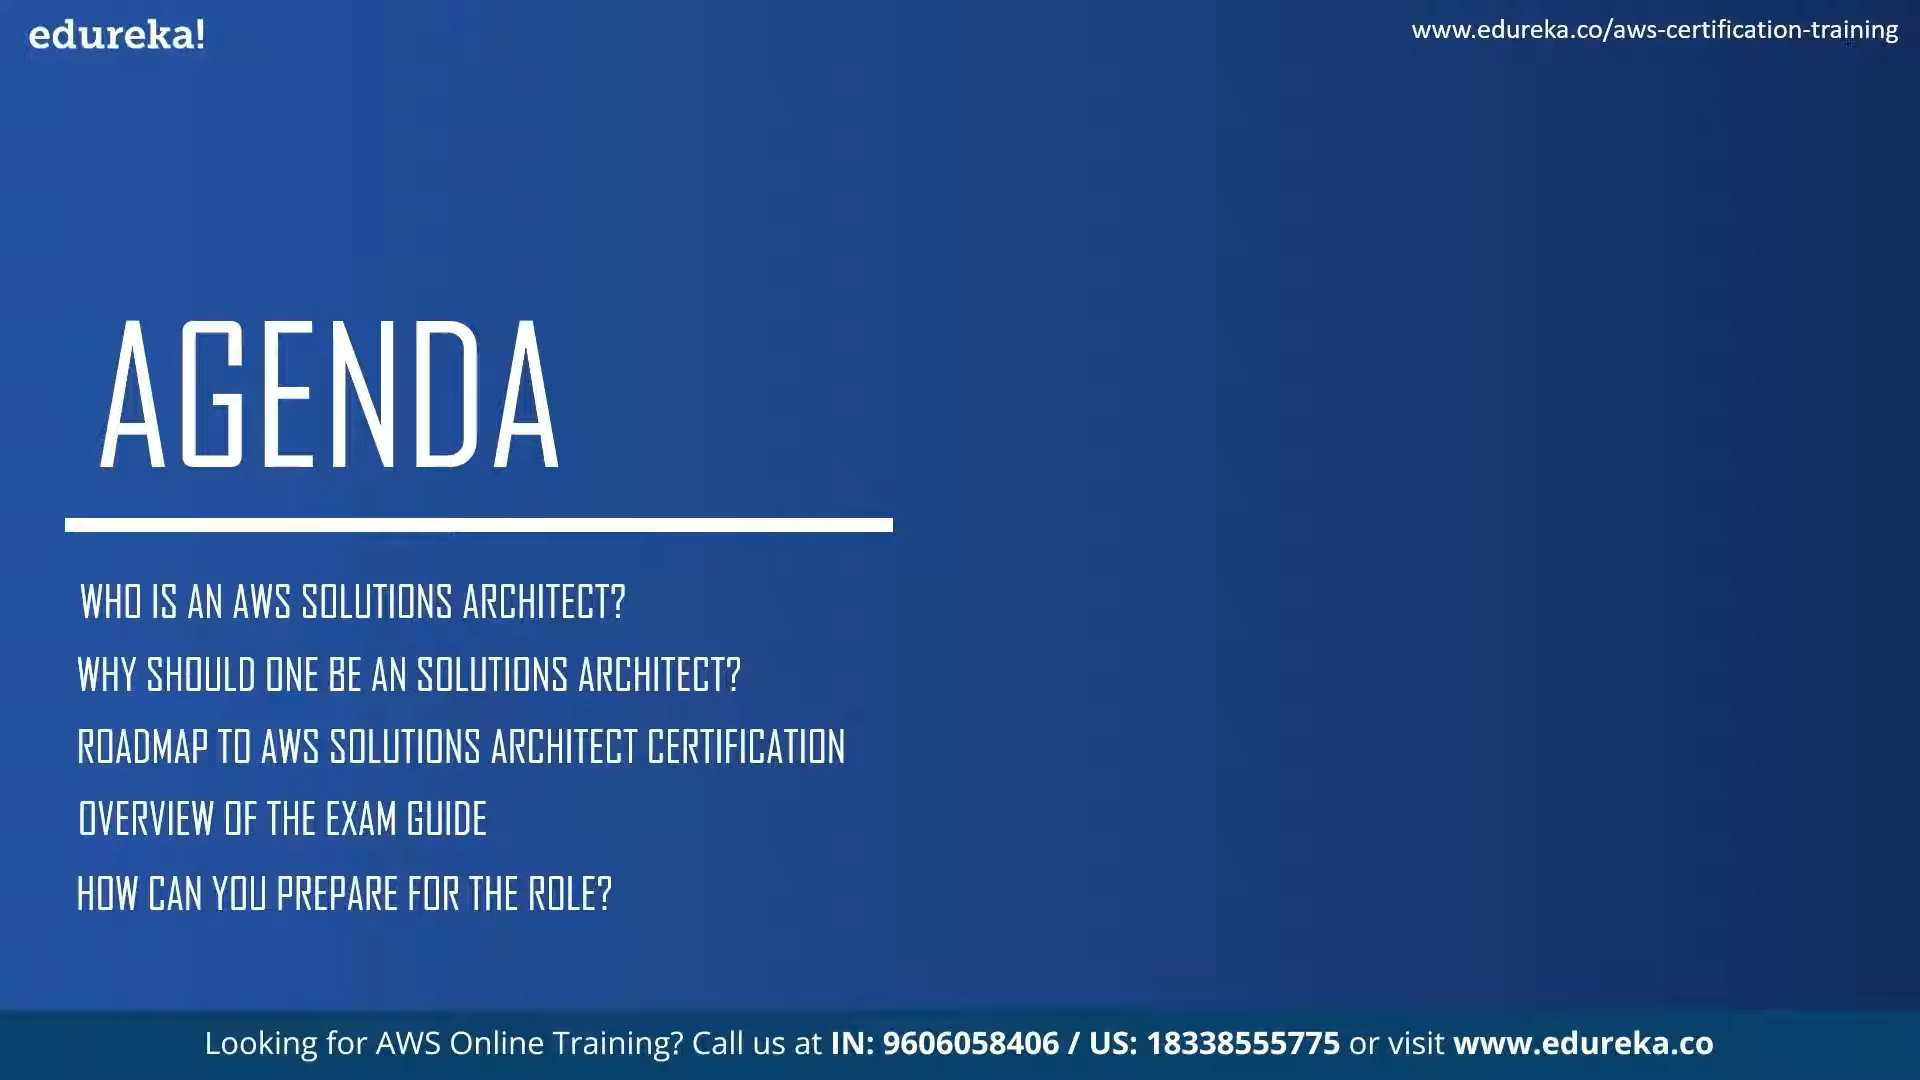 edureka!
www.edureka.co/aws-certification-training
AGENDA
WHO IS AN AWS SOLUTIONS ARCHITECT?
WHY SHOULD ONE BE AN SOLUTIONS ARCHITECT?
ROADMAP TO AWS SOLUTIONS ARCHITECT CERTIFICATION
OVERVIEW OF THE EXAM GUIDE
HOW CAN YOU PREPARE FOR THE ROLE?
Looking for AWS Online Training? Call us at IN: 9606058406 / US: 18338555775 or visit www.edureka.co